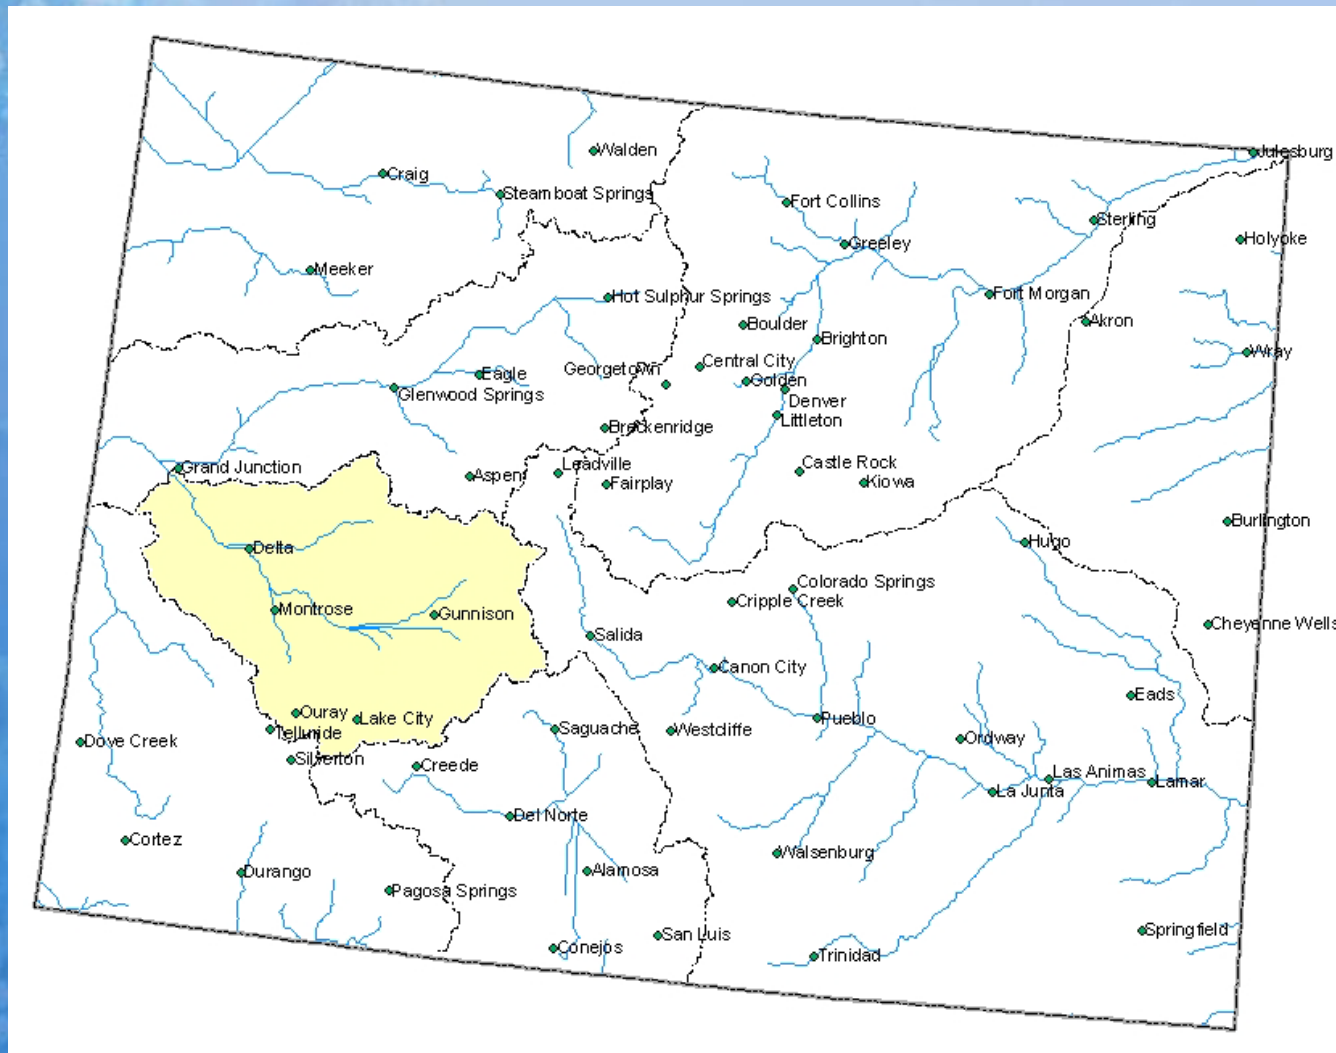 Julesburg
Walden
Craig
Steamboat Springs
Fort Collins
Sterling
Holyoke
Greeley
Meeker
Hot Sulphur Springs
Fort Morgan
Boulder
Akron
Brighton
Wray
Central City
Georgetown
Eagle
Golden
Glenwood Springs
Denver
Littleton
Breckenridge
Castle Rock
Leadville
Grand Junction
Aspen
Fairplay
Kiowa
Burlington
Hugo
Delta
Colorado Springs
Cripple Creek
Montrose
Gunnison
Cheyenne Wells
Salida
Canon City
Eads
Ouray
Lake City
Pueblo
Telluride
Saguache
Westcliffe
Ordway
Dove Creek
Silverton
Creede
Las Animas
Lamar
La Junta
Del Norte
Cortez
Walsenburg
Durango
Alamosa
Pagosa Springs
Springfield
San Luis
Conejos
Trinidad